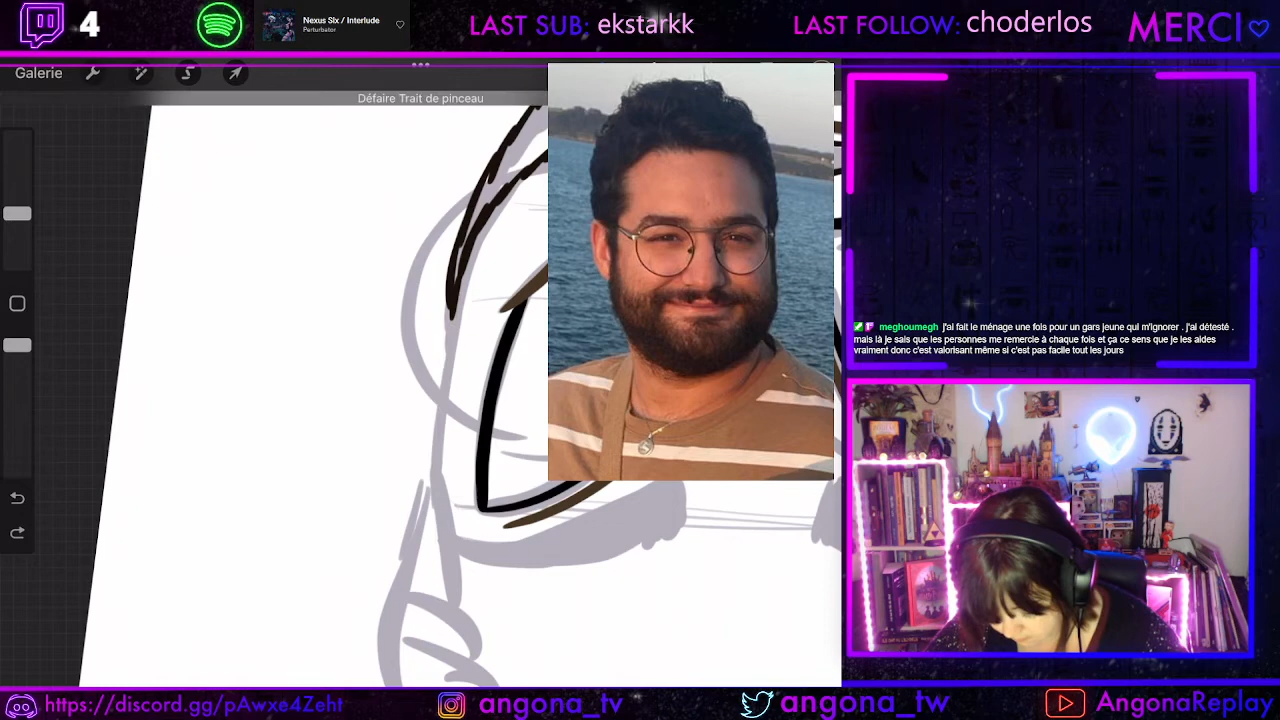 4
Nexus Six / Interlude
Perturbator
LAST SUB: ekstarkk
LAST FOLLOW: choderlos
MERCI
Galerie
Défaire Trait de pinceau
meghoumegh j'ai fait le ménage une fois pour un gars jeune qui m'ignorer . j'ai détesté .
mais là je sais que les personnes me remercie à chaque fois et ça ce sens que je les aides
vraiment donc c'est valorisant même si c'est pas facile tout les jours
https://discord.gg/pAwxe4Zeht
angona_tv
angona_tw
AngonaReplay